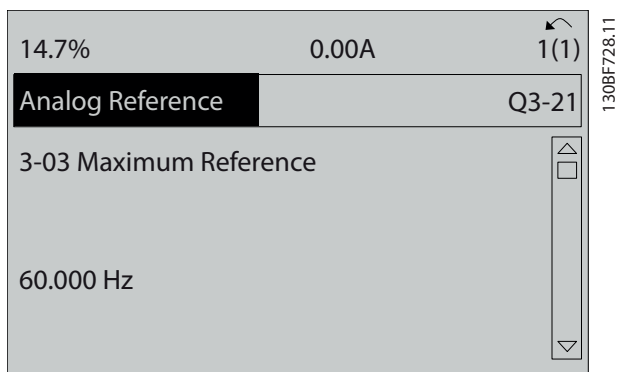 14.7% 0.00A 1(1)
Analog Reference Q3-21
3-03 Maximum Reference
60.000 Hz
130BF728.11